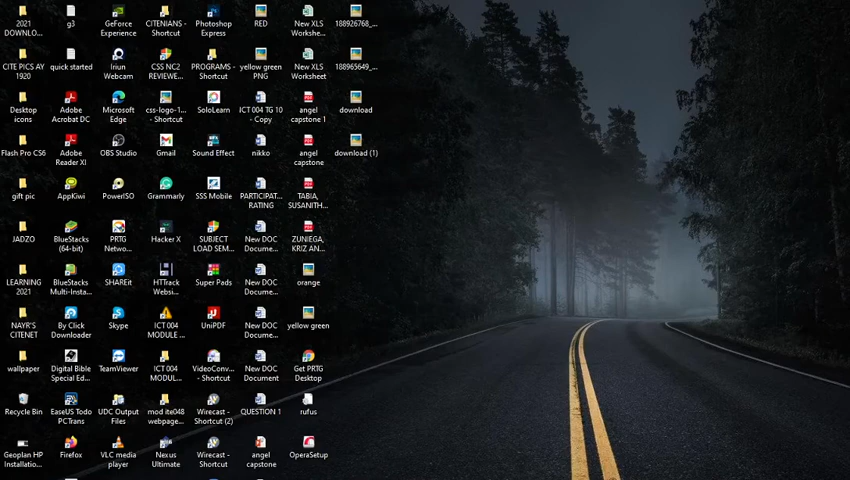 2021
DOWNLO...
g3
GeForce
Experience
CITENIANS -
Shortcut
Photoshop
Express
RED
New XLS
Workshe...
188926768_...
CITE PICS AY
1920
quick started
Iriun
Webcam
CSS NC2
REVIEWE...
PROGRAMS -
Shortcut
yellow green
PNG
New XLS
Worksheet
188965649_...
Desktop
icons
Adobe
Acrobat DC
Microsoft
Edge
css-logo-1...
- Shortcut
SoloLearn
ICT 004 TG 10
- Copy
angel
capstone 1
download
Flash Pro CS6
Adobe
Reader XI
OBS Studio
Gmail
Sound Effect
nikko
angel
capstone
download (1)
gift pic
AppKiwi
PowerISO
Grammarly
SSS Mobile
PARTICIPAT...
RATING
TABIA,
SUSANITH...
JADZO
BlueStacks
(64-bit)
PRTG
Netwo...
Hacker X
SUBJECT
LOAD SEM...
New DOC
Docume...
ZUNIEGA,
KRIZ AN...
LEARNING
2021
BlueStacks
Multi-Insta...
SHAREit
HTTrack
Websi...
Super Pads
New DOC
Docume...
orange
NAYR'S
CITENET
By Click
Downloader
Skype
ICT 004
MODULE ...
UniPDF
New DOC
Docume...
yellow green
wallpaper
Digital Bible
Special Ed...
TeamViewer
ICT 004
MODUL...
VideoConv...
- Shortcut
New DOC
Document
Get PRTG
Desktop
Recycle Bin
EaseUS Todo
PCTrans
UDC Output
Files
mod ite048
webpage...
Wirecast -
Shortcut (2)
QUESTION 1
rufus
Geoplan HP
Installatio...
Firefox
VLC media
player
Nexus
Ultimate
Wirecast -
Shortcut
angel
capstone
OperaSetup